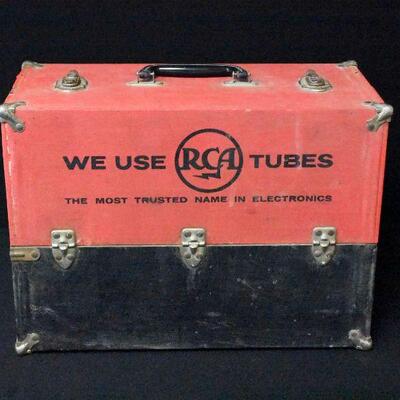 WE USE RCA TUBES
THE MOST TRUSTED NAME IN ELECTRONICS